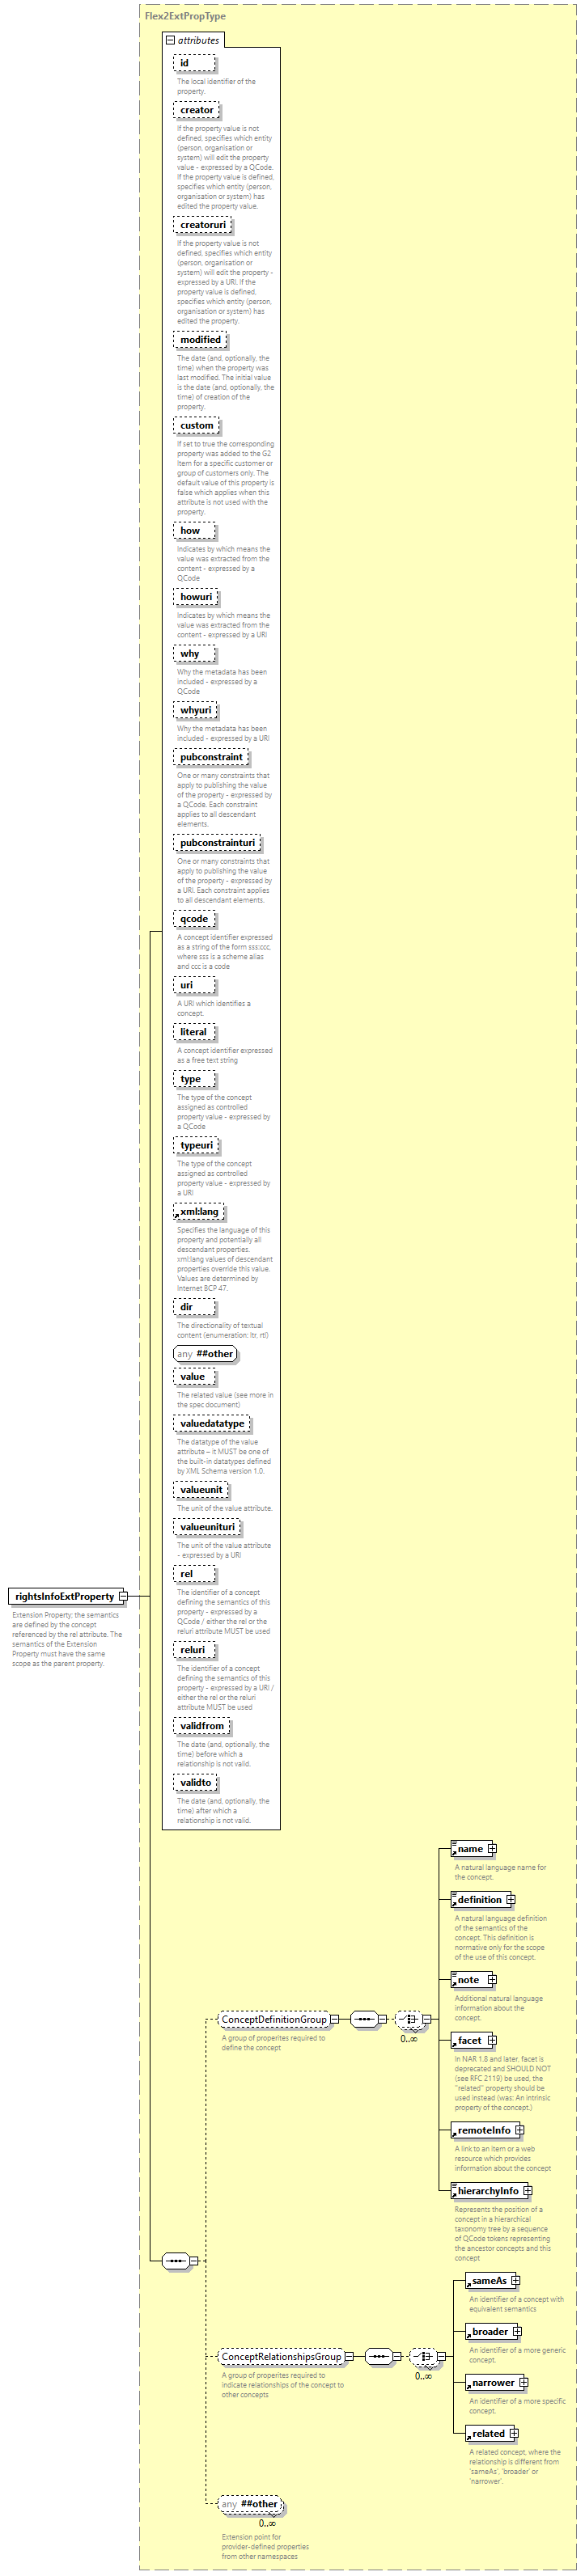 Flex2ExtPropType
attributes
id
The local identifier of the
property.
creator
If the property value is not
defined, specifies which entity
(person, organisation or
system) will edit the property
value - expressed by a QCode.
If the property value is defined,
specifies which entity (person,
organisation or system) has
edited the property value.
creatoruri
If the property value is not
defined, specifies which entity
(person, organisation or
system) will edit the property -
expressed by a URI. If the
property value is defined,
specifies which entity (person,
organisation or system) has
edited the property.
modified
The date (and, optionally, the
time) when the property was
last modified. The initial value
is the date (and, optionally, the
time) of creation of the
property.
custom
If set to true the corresponding
property was added to the G2
Item for a specific customer or
group of customers only. The
default value of this property is
false which applies when this
attribute is not used with the
property.
how
Indicates by which means the
value was extracted from the
content - expressed by a
QCode
howuri
Indicates by which means the
value was extracted from the
content - expressed by a URI
why
Why the metadata has been
included - expressed by a
QCode
whyuri
Why the metadata has been
included - expressed by a URI
pubconstraint
One or many constraints that
apply to publishing the value
of the property - expressed by
a QCode. Each constraint
applies to all descendant
elements.
pubconstrainturi
One or many constraints that
apply to publishing the value
of the property - expressed by
a URI. Each constraint applies
to all descendant elements.
qcode
A concept identifier expressed
as a string of the form sss:ccc,
where sss is a scheme alias
and ccc is a code
uri
A URI which identifies a
concept.
literal
A concept identifier expressed
as a free text string
type
The type of the concept
assigned as controlled
property value - expressed by
a QCode
typeuri
The type of the concept
assigned as controlled
property value - expressed by
a URI
xml:lang
Specifies the language of this
property and potentially all
descendant properties.
xml:lang values of descendant
properties override this value.
Values are determined by
Internet BCP 47.
dir
The directionality of textual
content (enumeration: ltr, rtl)
any ##other
value
The related value (see more in
the spec document)
valuedatatype
The datatype of the value
attribute – it MUST be one of
the built-in datatypes defined
by XML Schema version 1.0.
valueunit
The unit of the value attribute.
valueunituri
The unit of the value attribute
- expressed by a URI
rel
The identifier of a concept
defining the semantics of this
property - expressed by a
QCode / either the rel or the
reluri attribute MUST be used
reluri
The identifier of a concept
defining the semantics of this
property - expressed by a URI /
either the rel or the reluri
attribute MUST be used
validfrom
The date (and, optionally, the
time) before which a
relationship is not valid.
validto
The date (and, optionally, the
time) after which a
relationship is not valid.
rightsInfoExtProperty
Extension Property; the semantics
are defined by the concept
referenced by the rel attribute. The
semantics of the Extension
Property must have the same
scope as the parent property.
name
A natural language name for
the concept.
definition
A natural language definition
of the semantics of the
concept. This definition is
normative only for the scope
of the use of this concept.
note
Additional natural language
information about the
concept.
ConceptDefinitionGroup
0..∞
A group of properites required to
define the concept
facet
In NAR 1.8 and later, facet is
deprecated and SHOULD NOT
(see RFC 2119) be used, the
"related" property should be
used instead (was: An intrinsic
property of the concept.)
remoteInfo
A link to an item or a web
resource which provides
information about the concept
hierarchyInfo
Represents the position of a
concept in a hierarchical
taxonomy tree by a sequence
of QCode tokens representing
the ancestor concepts and this
concept
sameAs
An identifier of a concept with
equivalent semantics
broader
An identifier of a more generic
concept.
ConceptRelationshipsGroup
0..∞
A group of properites required to
indicate relationships of the concept to
other concepts
narrower
An identifier of a more specific
concept.
related
A related concept, where the
relationship is different from
'sameAs', 'broader' or
'narrower'.
any ##other
0..∞
Extension point for
provider-defined properties
from other namespaces